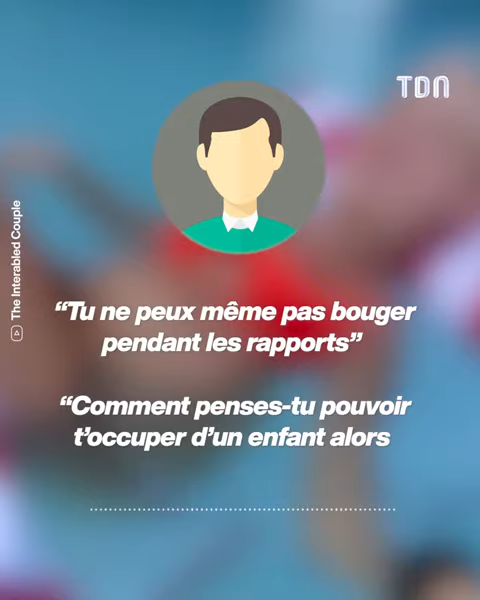 TDN
The Interabled Couple
“Tu ne peux même pas bouger
pendant les rapports”
“Comment penses-tu pouvoir
t’occuper d’un enfant alors